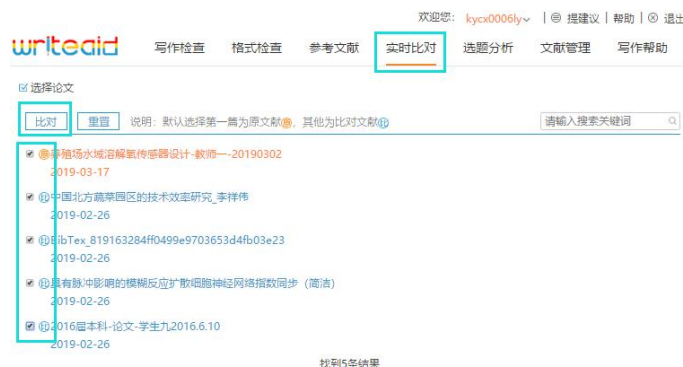 欢迎您: kycx0006ly | 提建议 | 帮助 | 退出
writeaid 写作检查 格式检查 参考文献 实时比对 选题分析 文献管理 写作帮助
选择论文
比对 重置 说明：默认选择第一篇为原文献原，其他为比对文献比 请输入搜索关键词
原养殖场水域溶解氧传感器设计-教师一-20190302
2019-03-17
比中国北方蔬菜园区的技术效率研究_李祥伟
2019-02-26
比BibTex_819163284ff0499e9703653d4fb03e23
2019-02-26
比具有脉冲影响的模糊反应扩散细胞神经网络指数同步（简洁）
2019-02-26
比2016届本科-论文-学生九2016.6.10
2019-02-26
找到5条结果